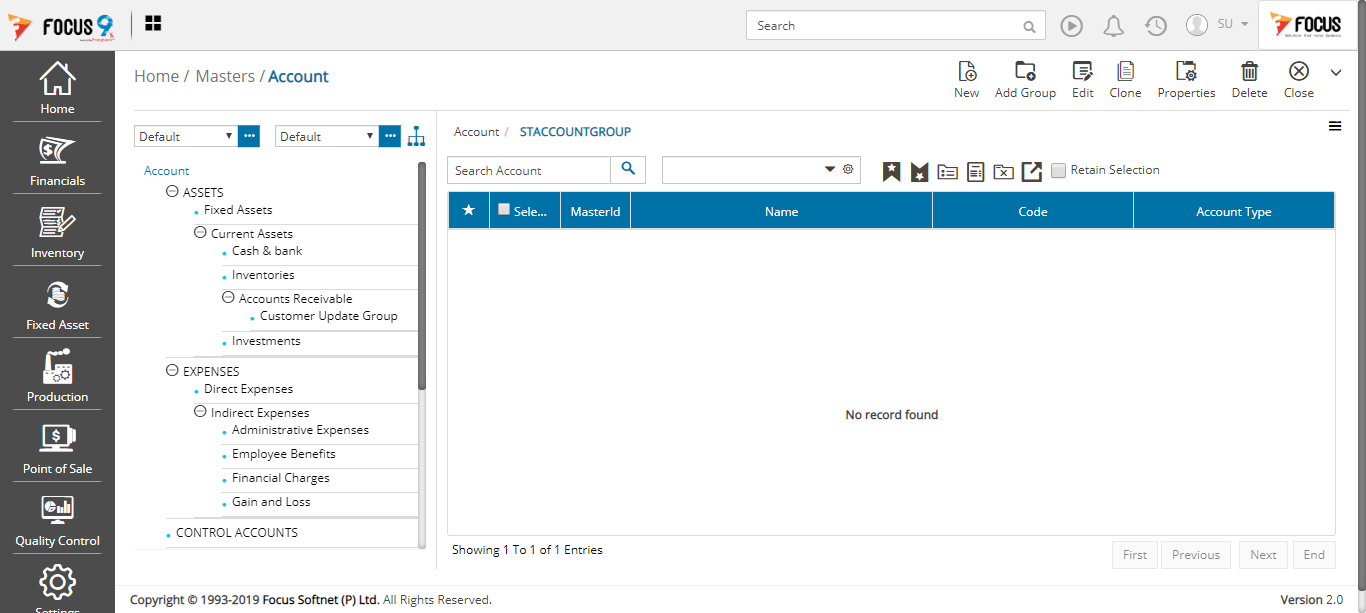 FOCUS 9
Search
SU
FOCUS
Home
Financials
Inventory
Fixed Asset
Production
Point of Sale
Quality Control
Settings
Home / Masters / Account
New
Add Group
Edit
Clone
Properties
Delete
Close
Default
Default
Account
ASSETS
Fixed Assets
Current Assets
Cash & bank
Inventories
Accounts Receivable
Customer Update Group
Investments
EXPENSES
Direct Expenses
Indirect Expenses
Administrative Expenses
Employee Benefits
Financial Charges
Gain and Loss
CONTROL ACCOUNTS
Account / STACCOUNTGROUP
Search Account
Retain Selection
Sele... MasterId Name Code Account Type
No record found
Showing 1 To 1 of 1 Entries
First Previous Next End
Copyright © 1993-2019 Focus Softnet (P) Ltd. All Rights Reserved.
Version 2.0